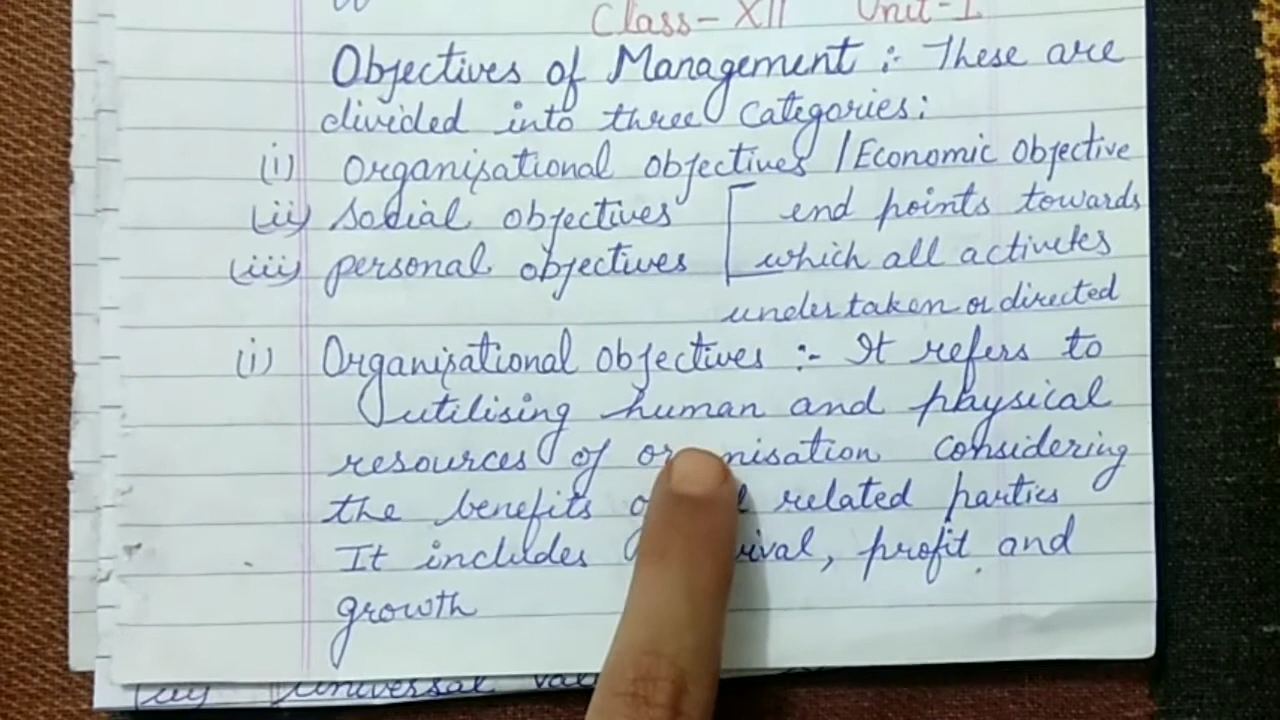 Class - XII Unit - I
Objectives of Management :- These are
divided into three categories:
(i) Organisational objectives / Economic Objective
(ii) Social objectives [ end points towards
(iii) personal objectives which all activetes
undertaken or directed
(i) Organisational objectives :- It refers to
utilising human and physical
resources of nisation considering
the benefits related parties
It includes profit and
growth
universal